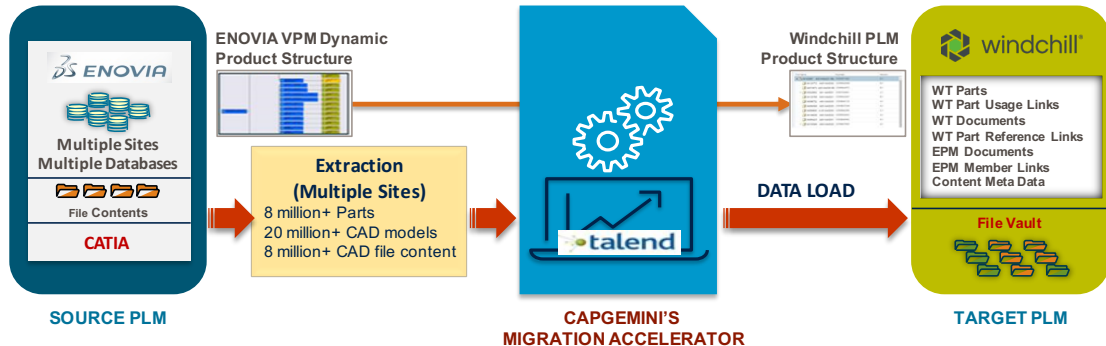 ENOVIA
Multiple Sites
Multiple Databases
File Contents
CATIA
SOURCE PLM
ENOVIA VPM Dynamic
Product Structure
Extraction
(Multiple Sites)
8 million+ Parts
20 million+ CAD models
8 million+ CAD file content
talend
CAPGEMINI'S
MIGRATION ACCELERATOR
Windchill PLM
Product Structure
DATA LOAD
windchill®
WT Parts
WT Part Usage Links
WT Documents
WT Part Reference Links
EPM Documents
EPM Member Links
Content Meta Data
File Vault
TARGET PLM